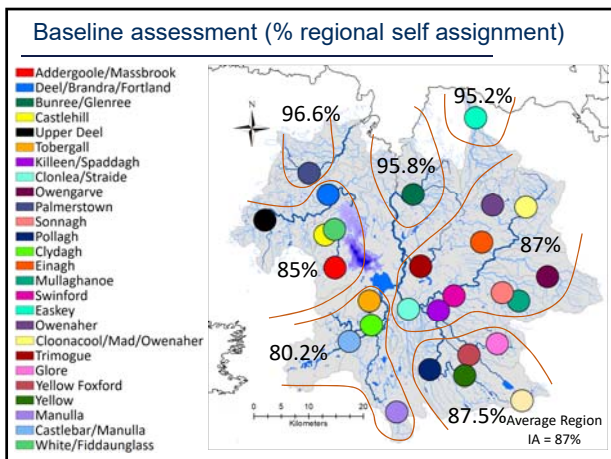 Baseline assessment (% regional self assignment)
Addergoole/Massbrook
Deel/Brandra/Fortland
Bunree/Glenree
Castlehill
Upper Deel
Tobergall
Killeen/Spaddagh
Clonlea/Straide
Owengarve
Palmerstown
Sonnagh
Pollagh
Clydagh
Einagh
Mullaghanoe
Swinford
Easkey
Owenaher
Cloonacool/Mad/Owenaher
Trimogue
Glore
Yellow Foxford
Yellow
Manulla
Castlebar/Manulla
White/Fiddaunglass
N
96.6%
95.2%
95.8%
87%
85%
80.2%
87.5%
Average Region
IA = 87%
0 5 10 20
Kilometers